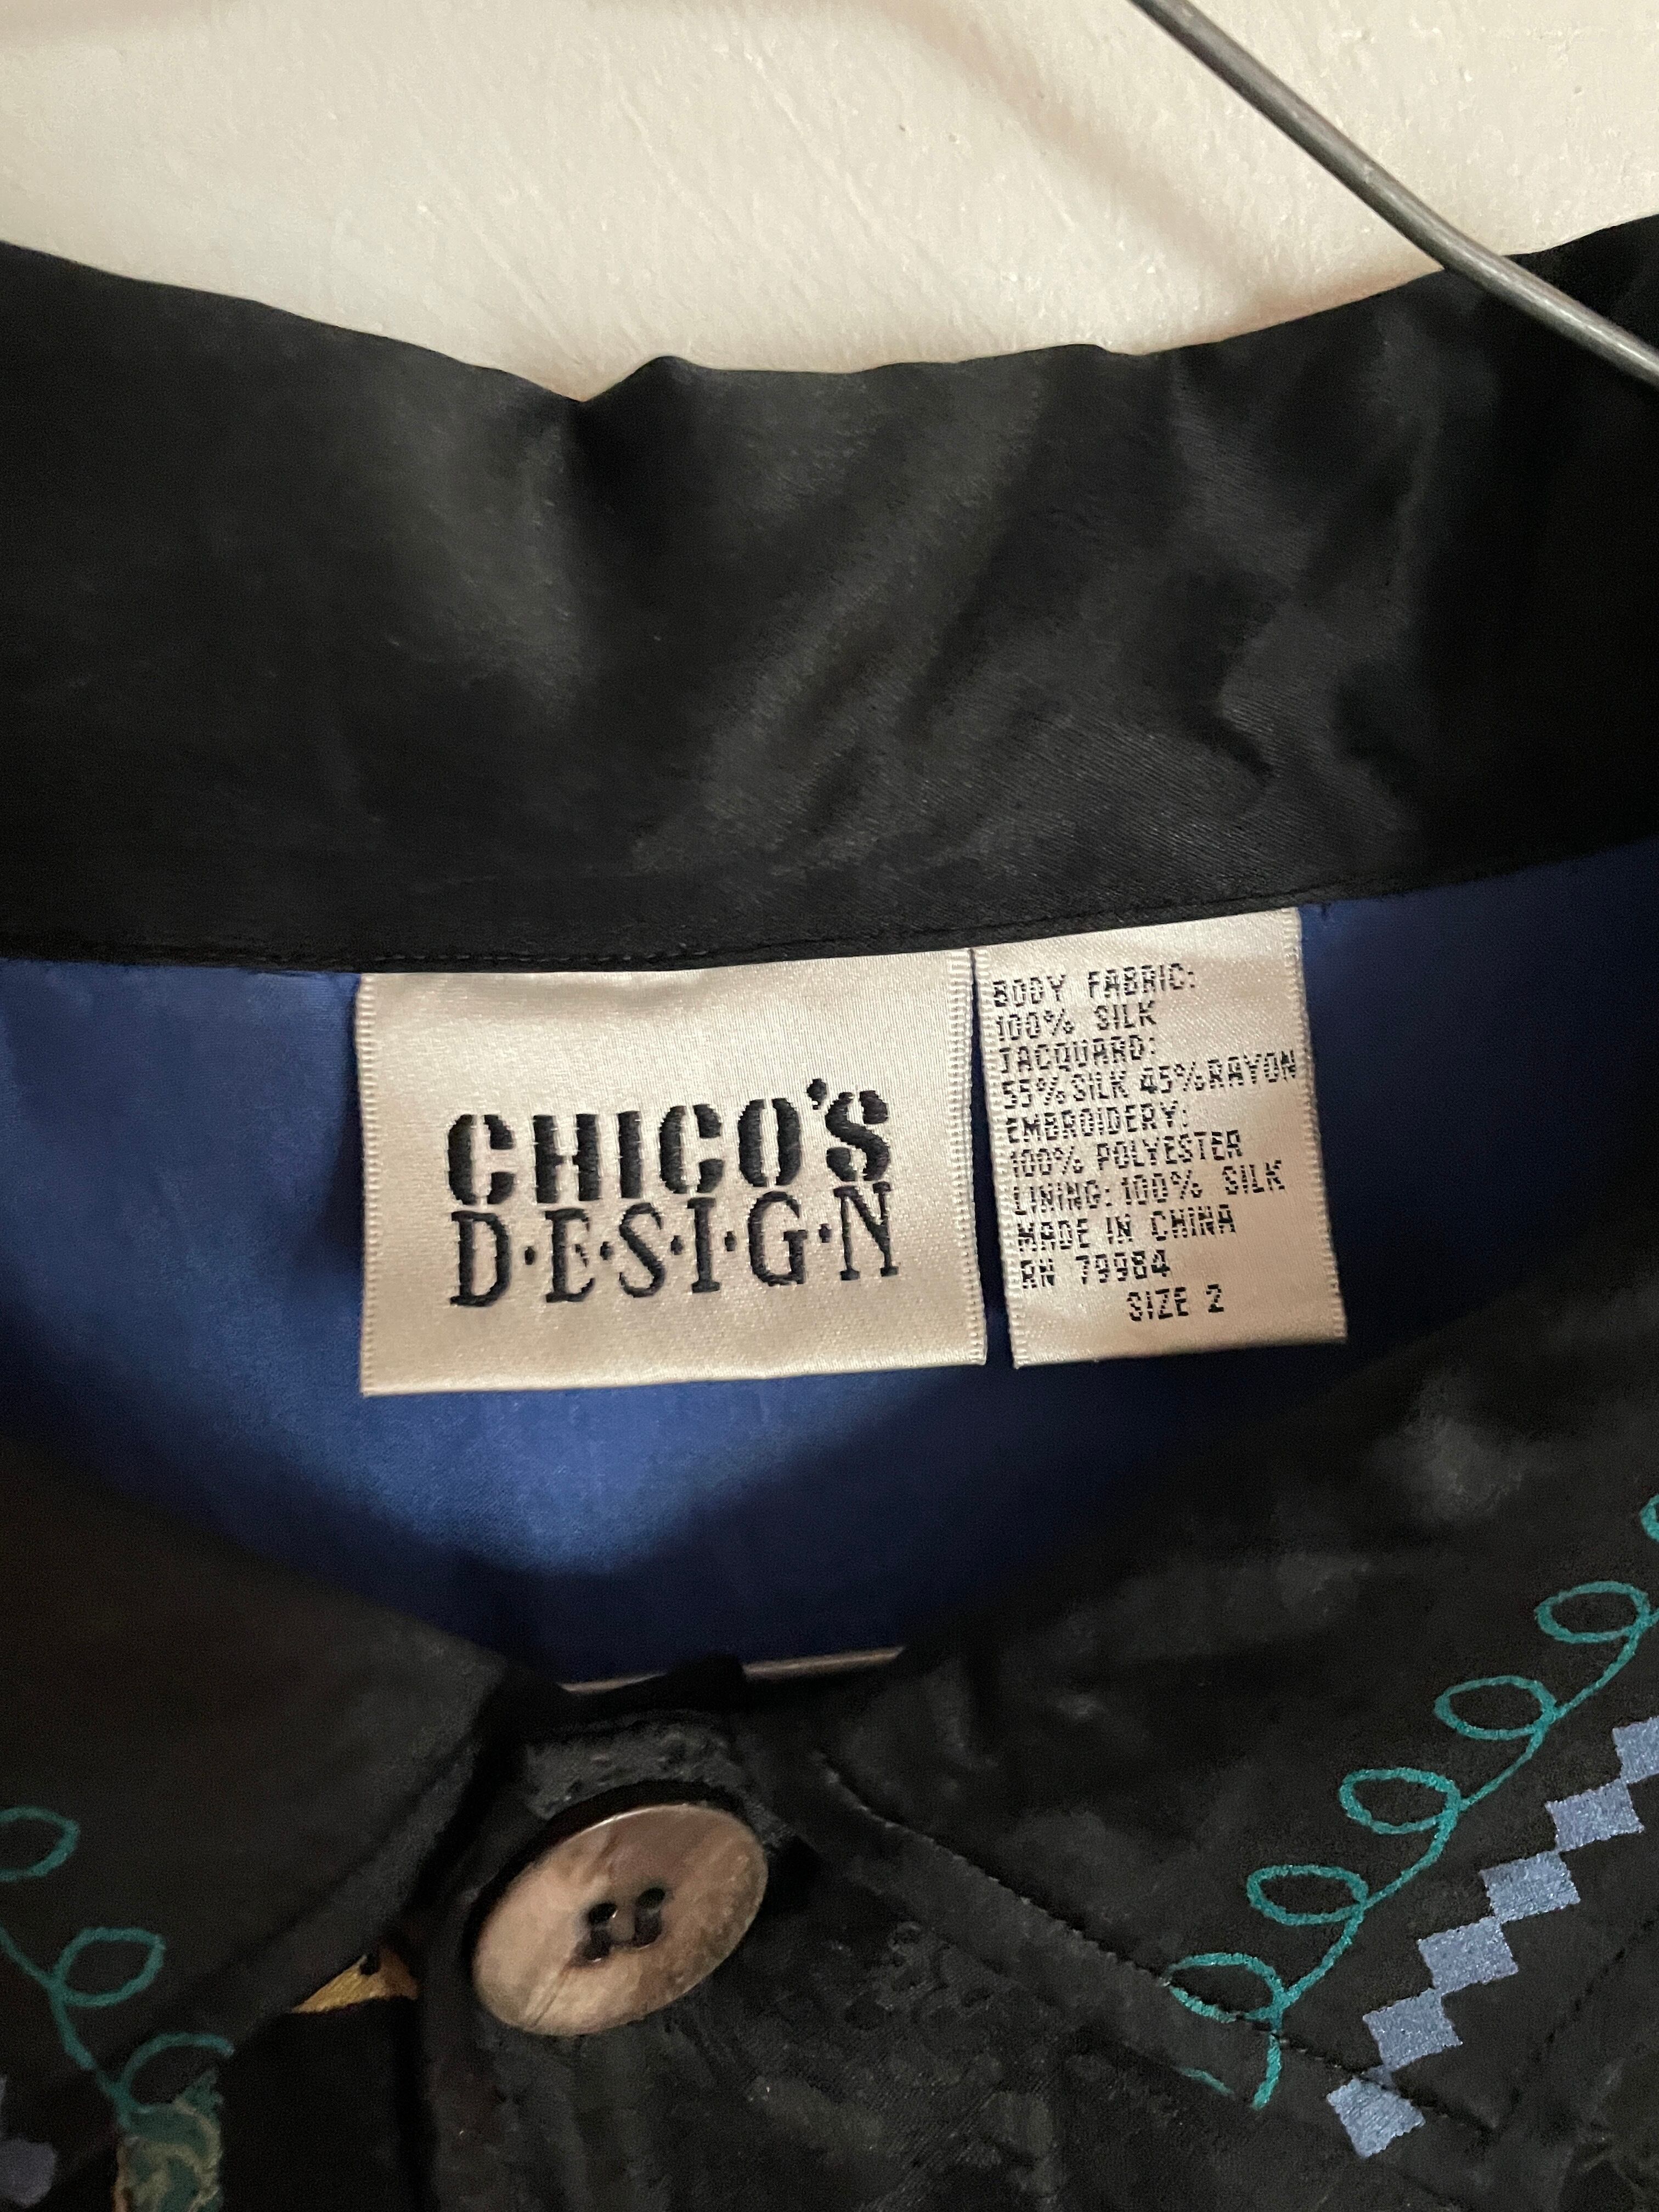 CHICO'S
D·E·S·I·G·N
BODY FABRIC:
100% SILK
JACQUARD:
55%SILK 45%RAYON
EMBROIDERY:
100% POLYESTER
LINING: 100% SILK
MADE IN CHINA
RN 79984
SIZE 2